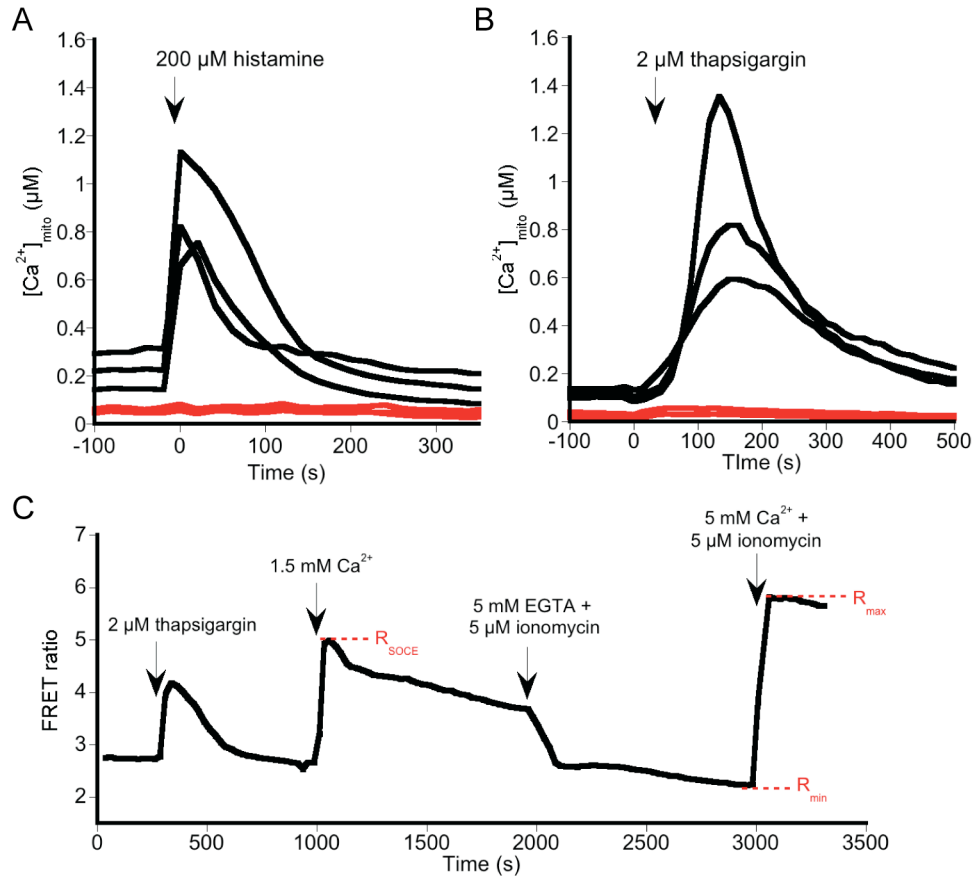 A
200 µM histamine
[Ca2+]mito (µM)
1.6
1.4
1.2
1
0.8
0.6
0.4
0.2
0
-100
0
100
200
300
Time (s)
B
2 µM thapsigargin
[Ca2+]mito (µM)
1.6
1.4
1.2
1
0.8
0.6
0.4
0.2
0
-100
0
100
200
300
400
500
TIme (s)
C
FRET ratio
7
6
5
4
3
2
2 µM thapsigargin
1.5 mM Ca2+
RSOCE
5 mM EGTA +
5 µM ionomycin
5 mM Ca2+ +
5 µM ionomycin
Rmax
Rmin
0
500
1000
1500
2000
2500
3000
3500
Time (s)